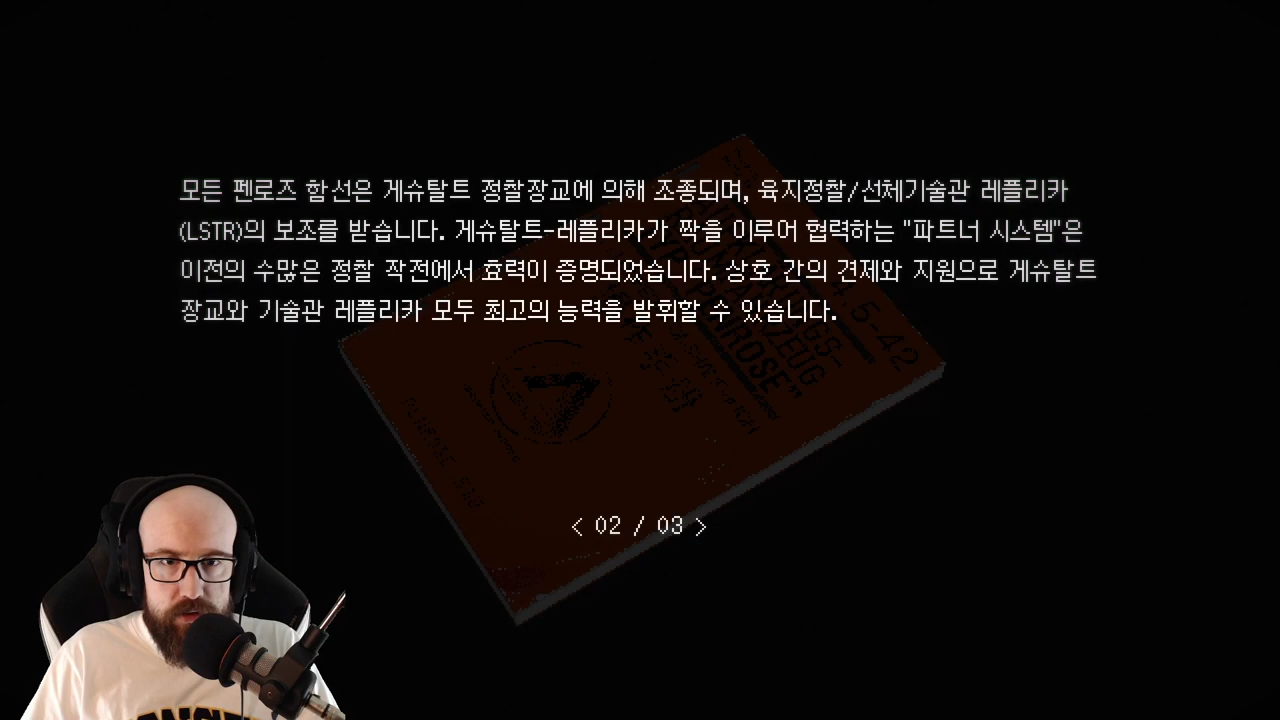 모든 펜로즈 함선은 게슈탈트 정찰장교에 의해 조종되며, 육지정찰/선체기술관 레플리카
(LSTR)의 보조를 받습니다. 게슈탈트-레플리카가 짝을 이루어 협력하는 "파트너 시스템"은
이전의 수많은 정찰 작전에서 효력이 증명되었습니다. 상호 간의 견제와 지원으로 게슈탈트
장교와 기술관 레플리카 모두 최고의 능력을 발휘할 수 있습니다.
"PENROSE"
< 02 / 03 >